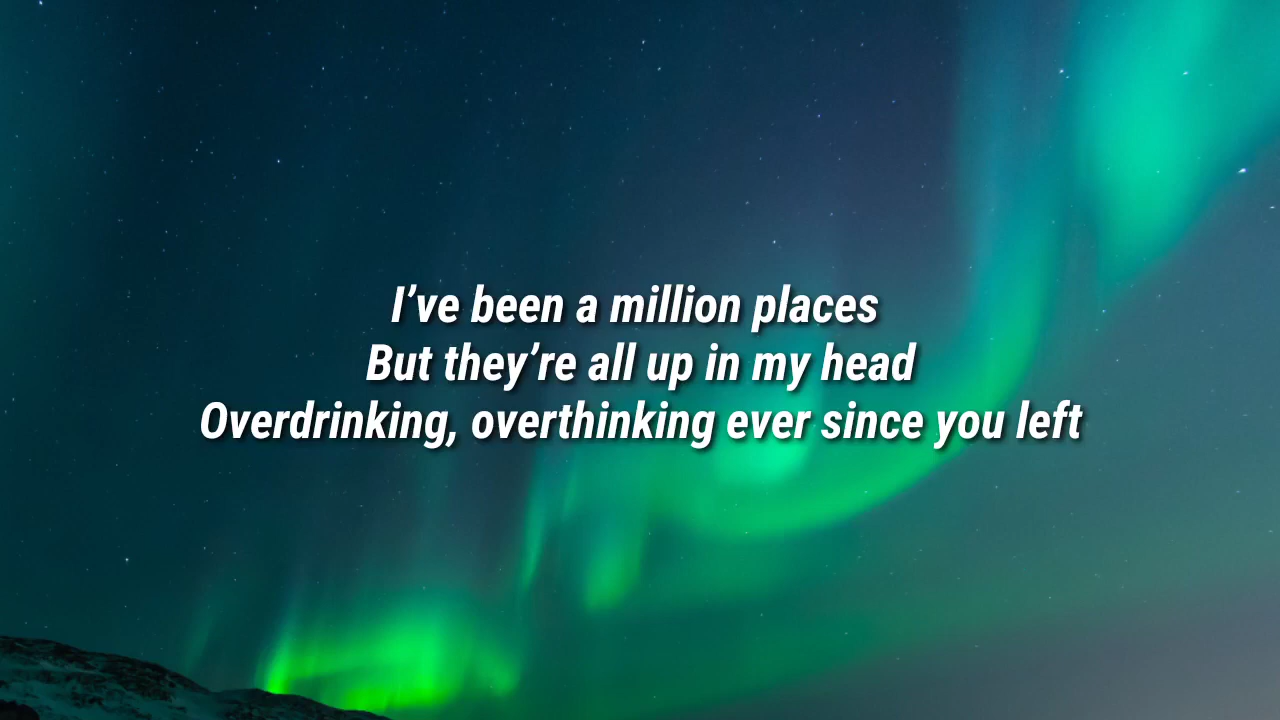 I’ve been a million places
But they’re all up in my head
Overdrinking, overthinking ever since you left